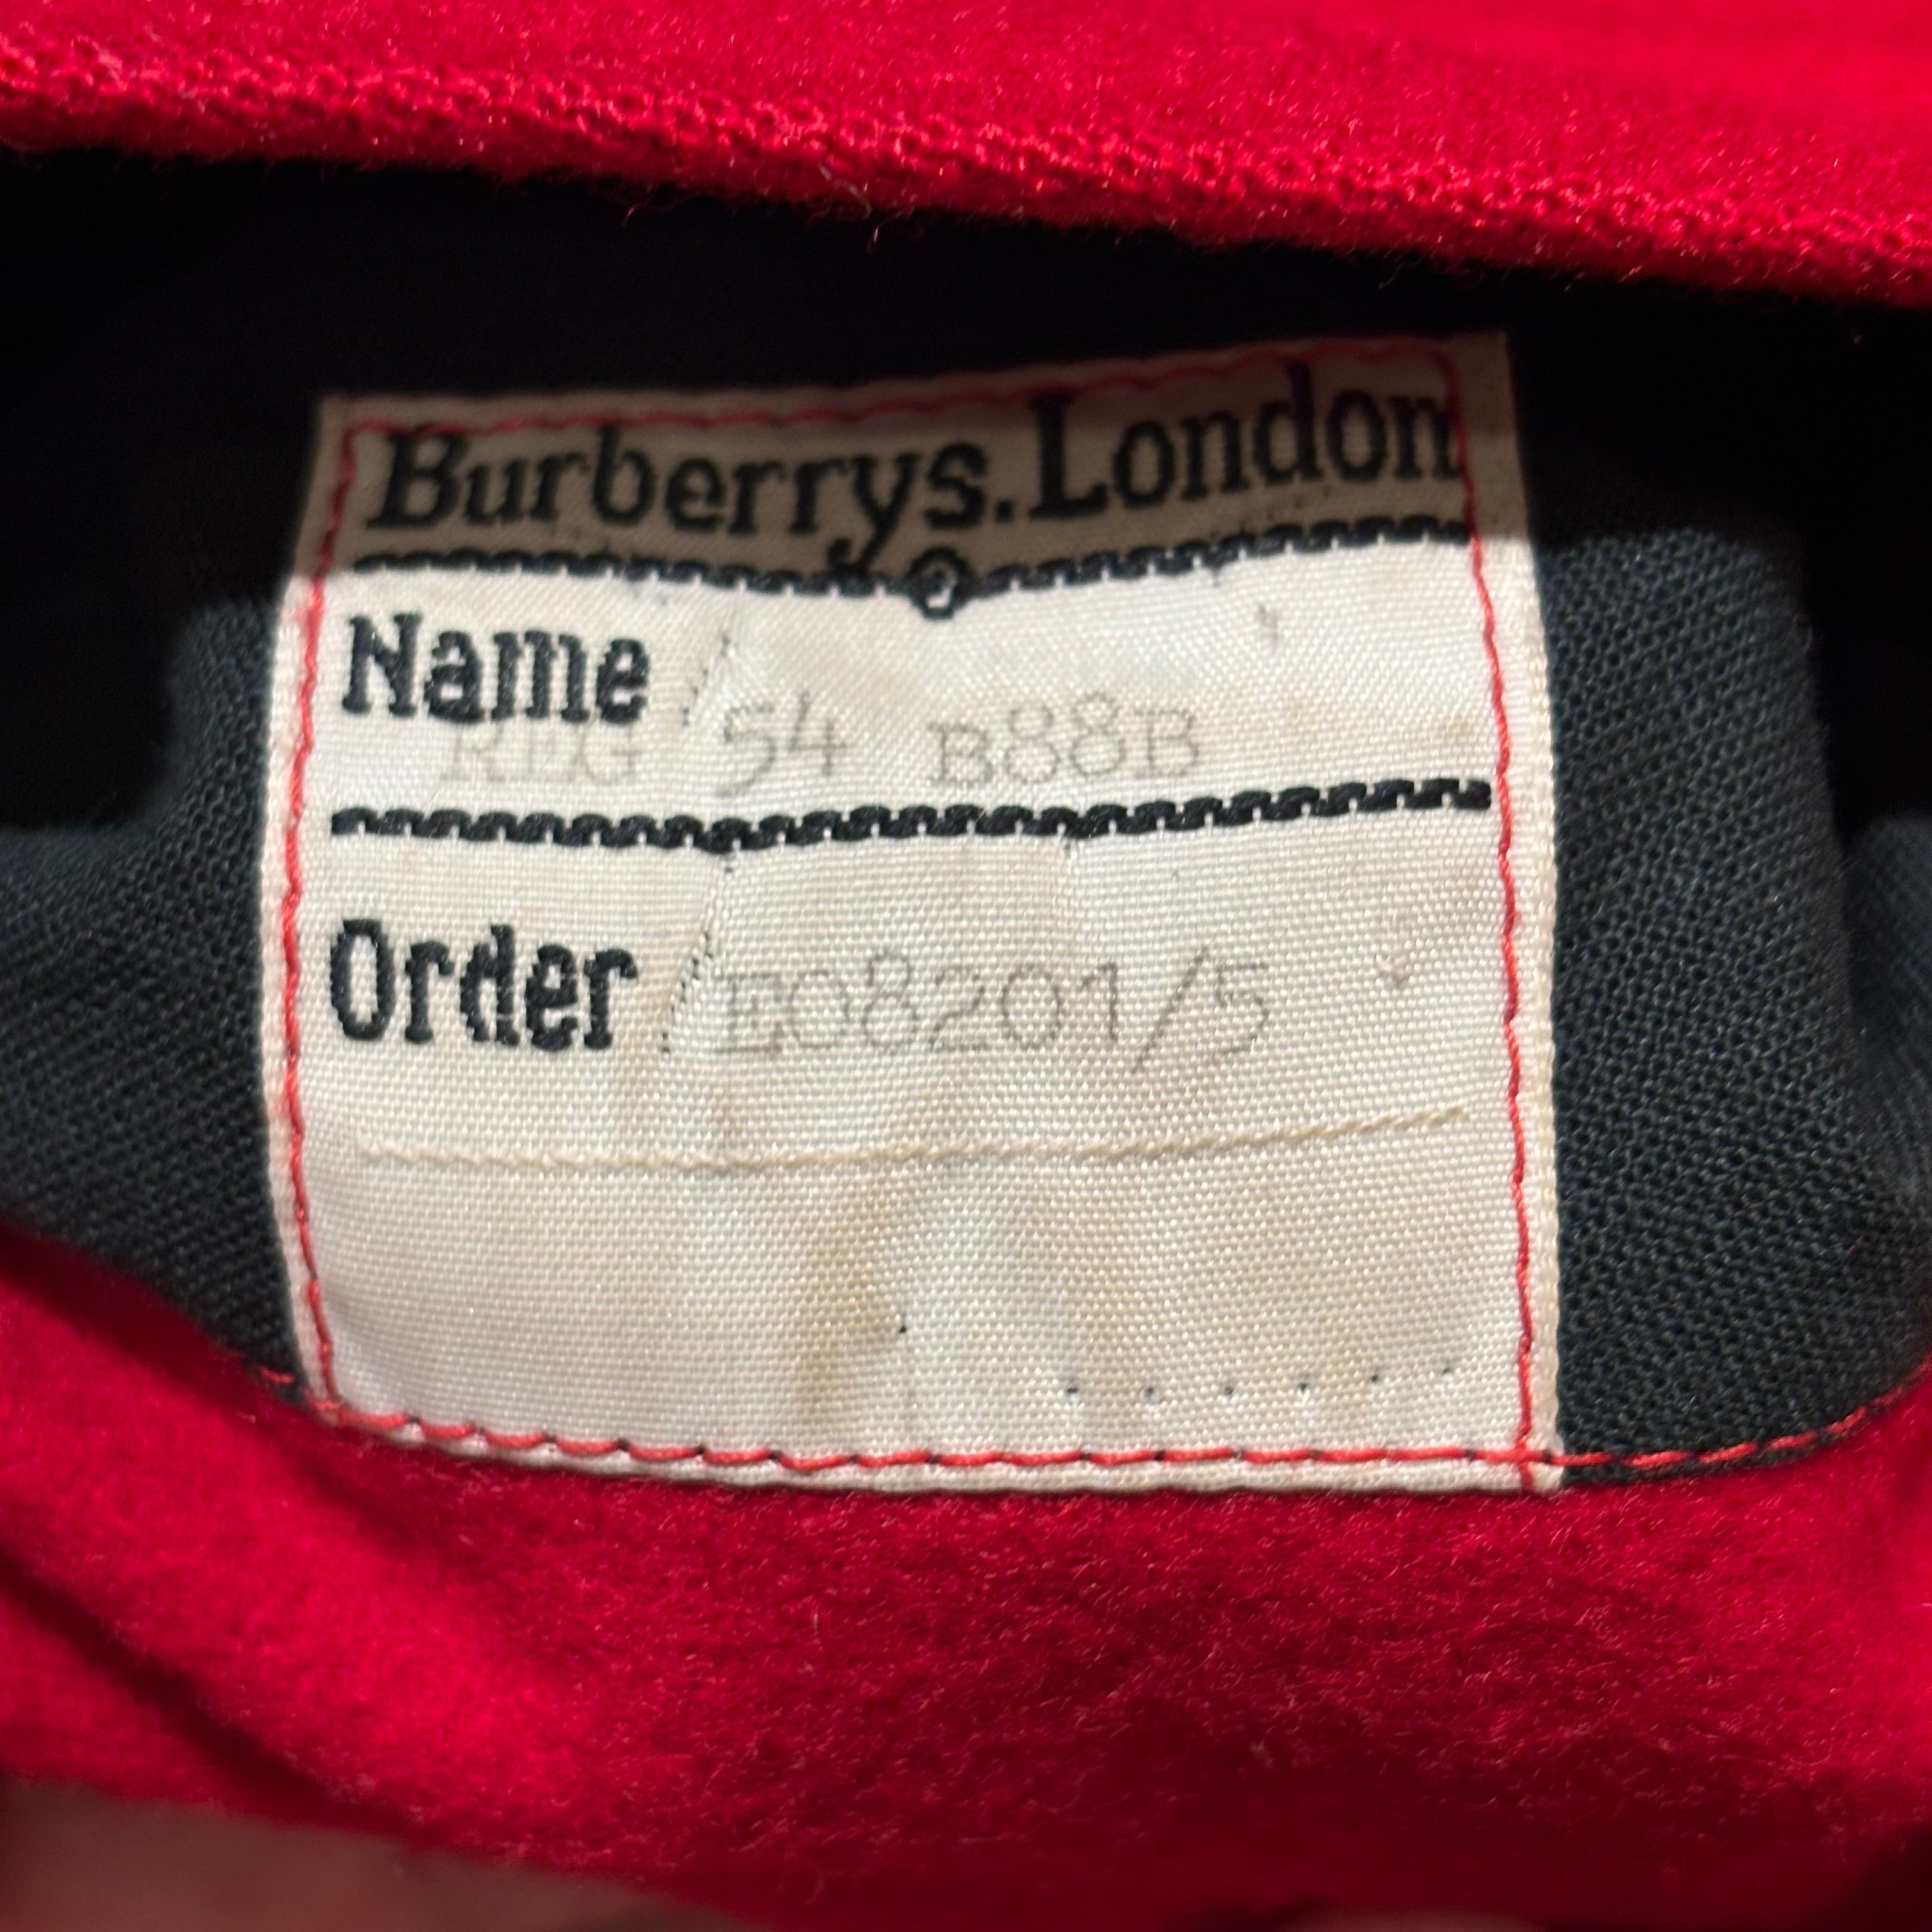 Burberrys.London
Name
REG 54 B88B
Order E08201/5